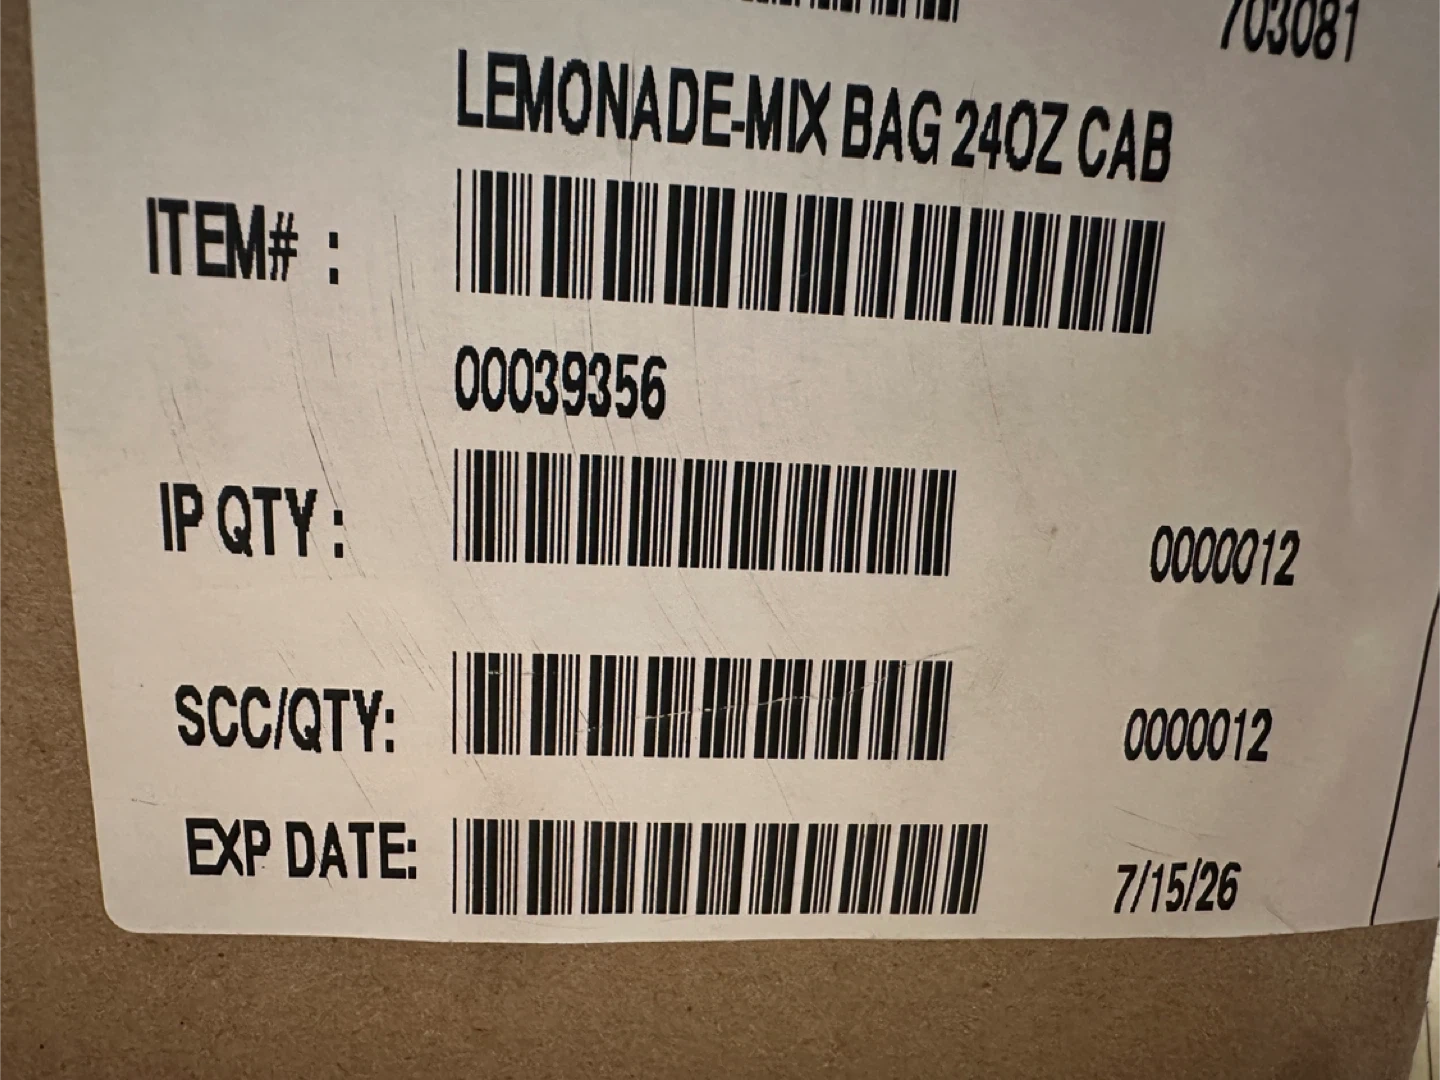 703081
LEMONADE-MIX BAG 24OZ CAB
ITEM# :
00039356
IP QTY : 0000012
SCC/QTY: 0000012
EXP DATE: 7/15/26